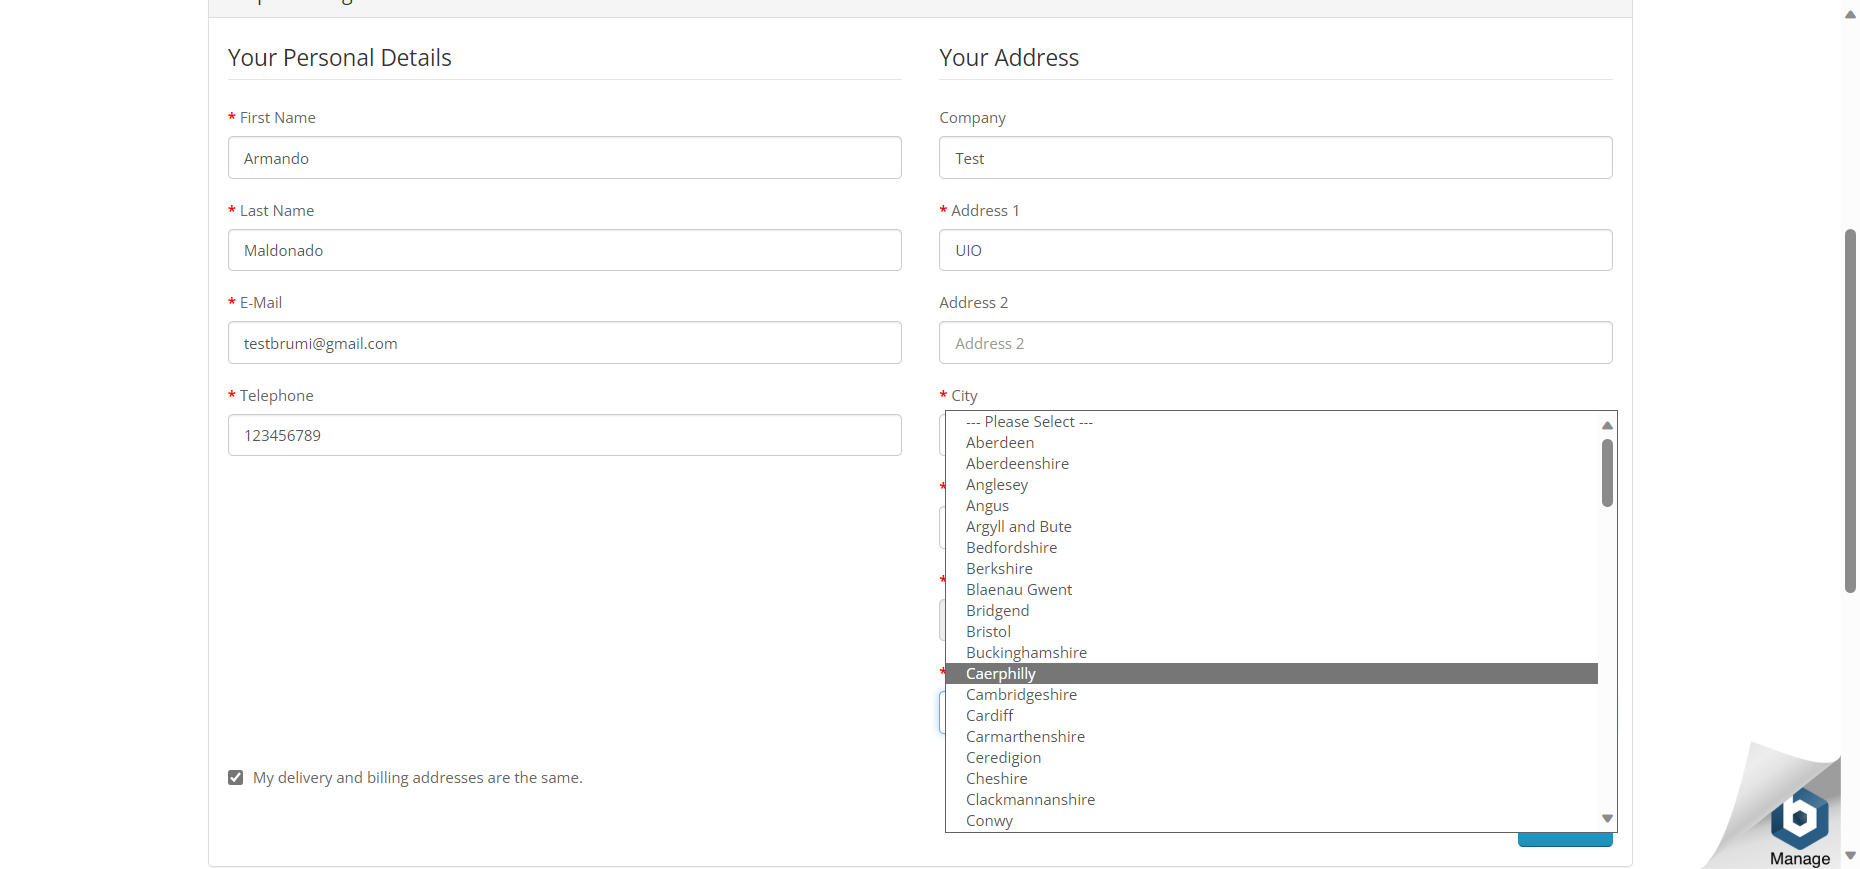 Your Personal Details
* First Name
Armando
* Last Name
Maldonado
* E-Mail
testbrumi@gmail.com
* Telephone
123456789
My delivery and billing addresses are the same.
Your Address
Company
Test
* Address 1
UIO
Address 2
Address 2
* City
*
*
*
--- Please Select ---
Aberdeen
Aberdeenshire
Anglesey
Angus
Argyll and Bute
Bedfordshire
Berkshire
Blaenau Gwent
Bridgend
Bristol
Buckinghamshire
Caerphilly
Cambridgeshire
Cardiff
Carmarthenshire
Ceredigion
Cheshire
Clackmannanshire
Conwy
Manage